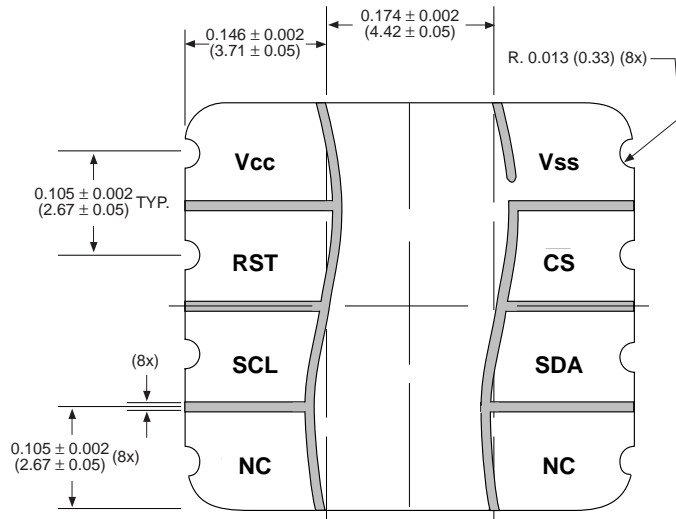 0.146 ± 0.002
(3.71 ± 0.05)
0.174 ± 0.002
(4.42 ± 0.05)
R. 0.013 (0.33) (8x)
Vcc
Vss
0.105 ± 0.002
(2.67 ± 0.05) TYP.
RST
C̅S̅
SCL
SDA
(8x)
0.105 ± 0.002
(2.67 ± 0.05) (8x)
NC
NC